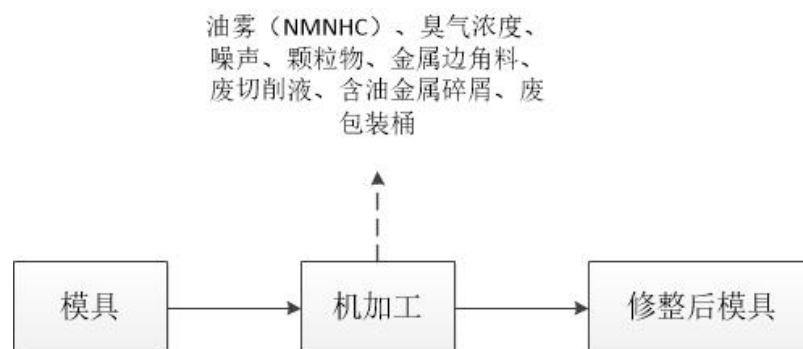 油雾（NMNHC）、臭气浓度、
噪声、颗粒物、金属边角料、
废切削液、含油金属碎屑、废
包装桶
模具
机加工
修整后模具